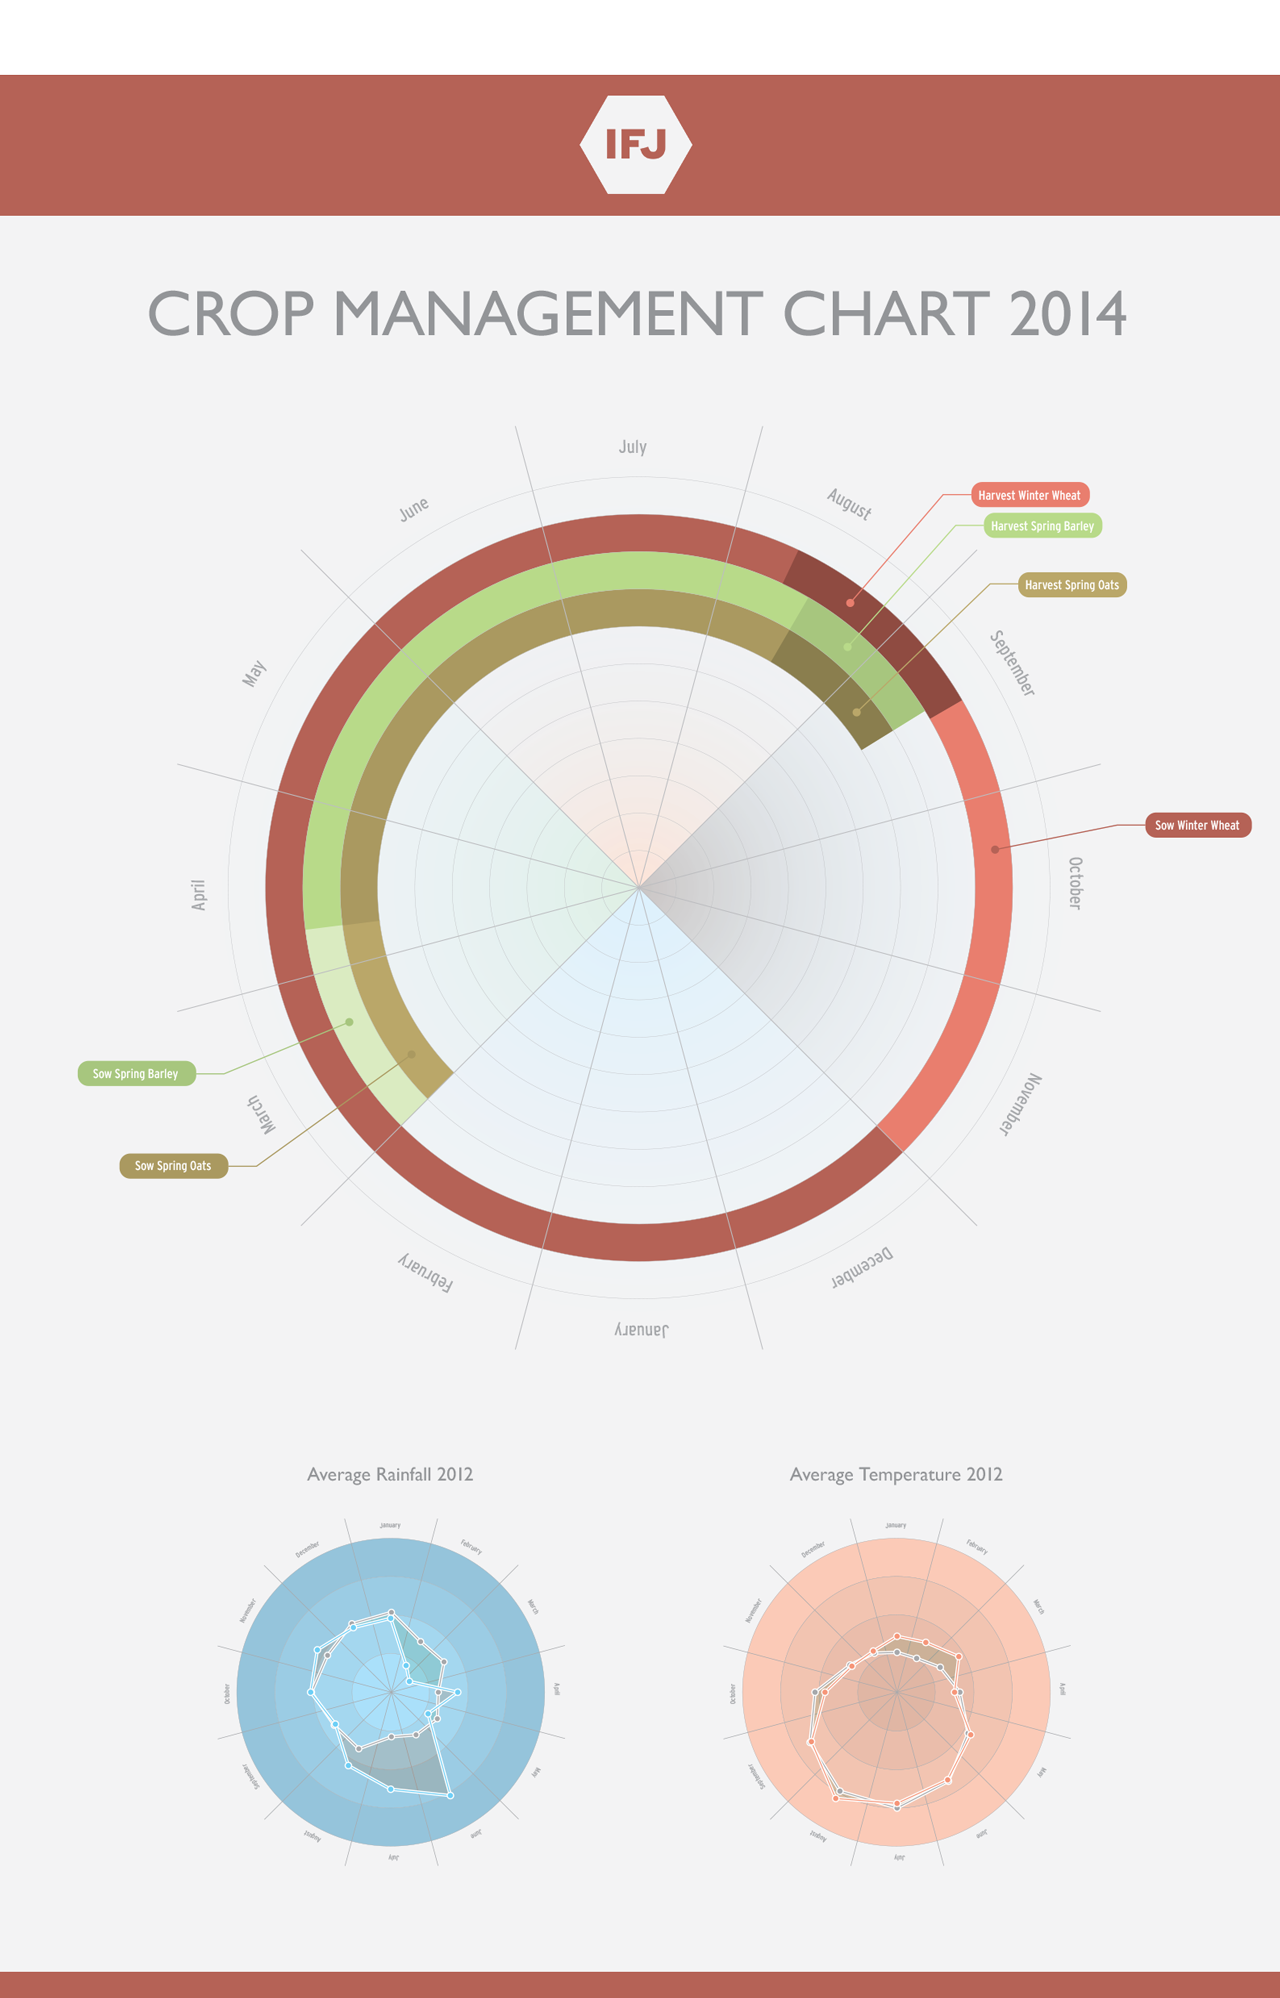 IFJ
CROP MANAGEMENT CHART 2014
July
June
August
Harvest Winter Wheat
Harvest Spring Barley
Harvest Spring Oats
May
September
Sow Winter Wheat
April
October
Sow Spring Barley
March
November
Sow Spring Oats
February
December
January
Average Rainfall 2012
January
February
March
April
May
June
July
August
September
October
November
December
Average Temperature 2012
January
February
March
April
May
June
July
August
September
October
November
December